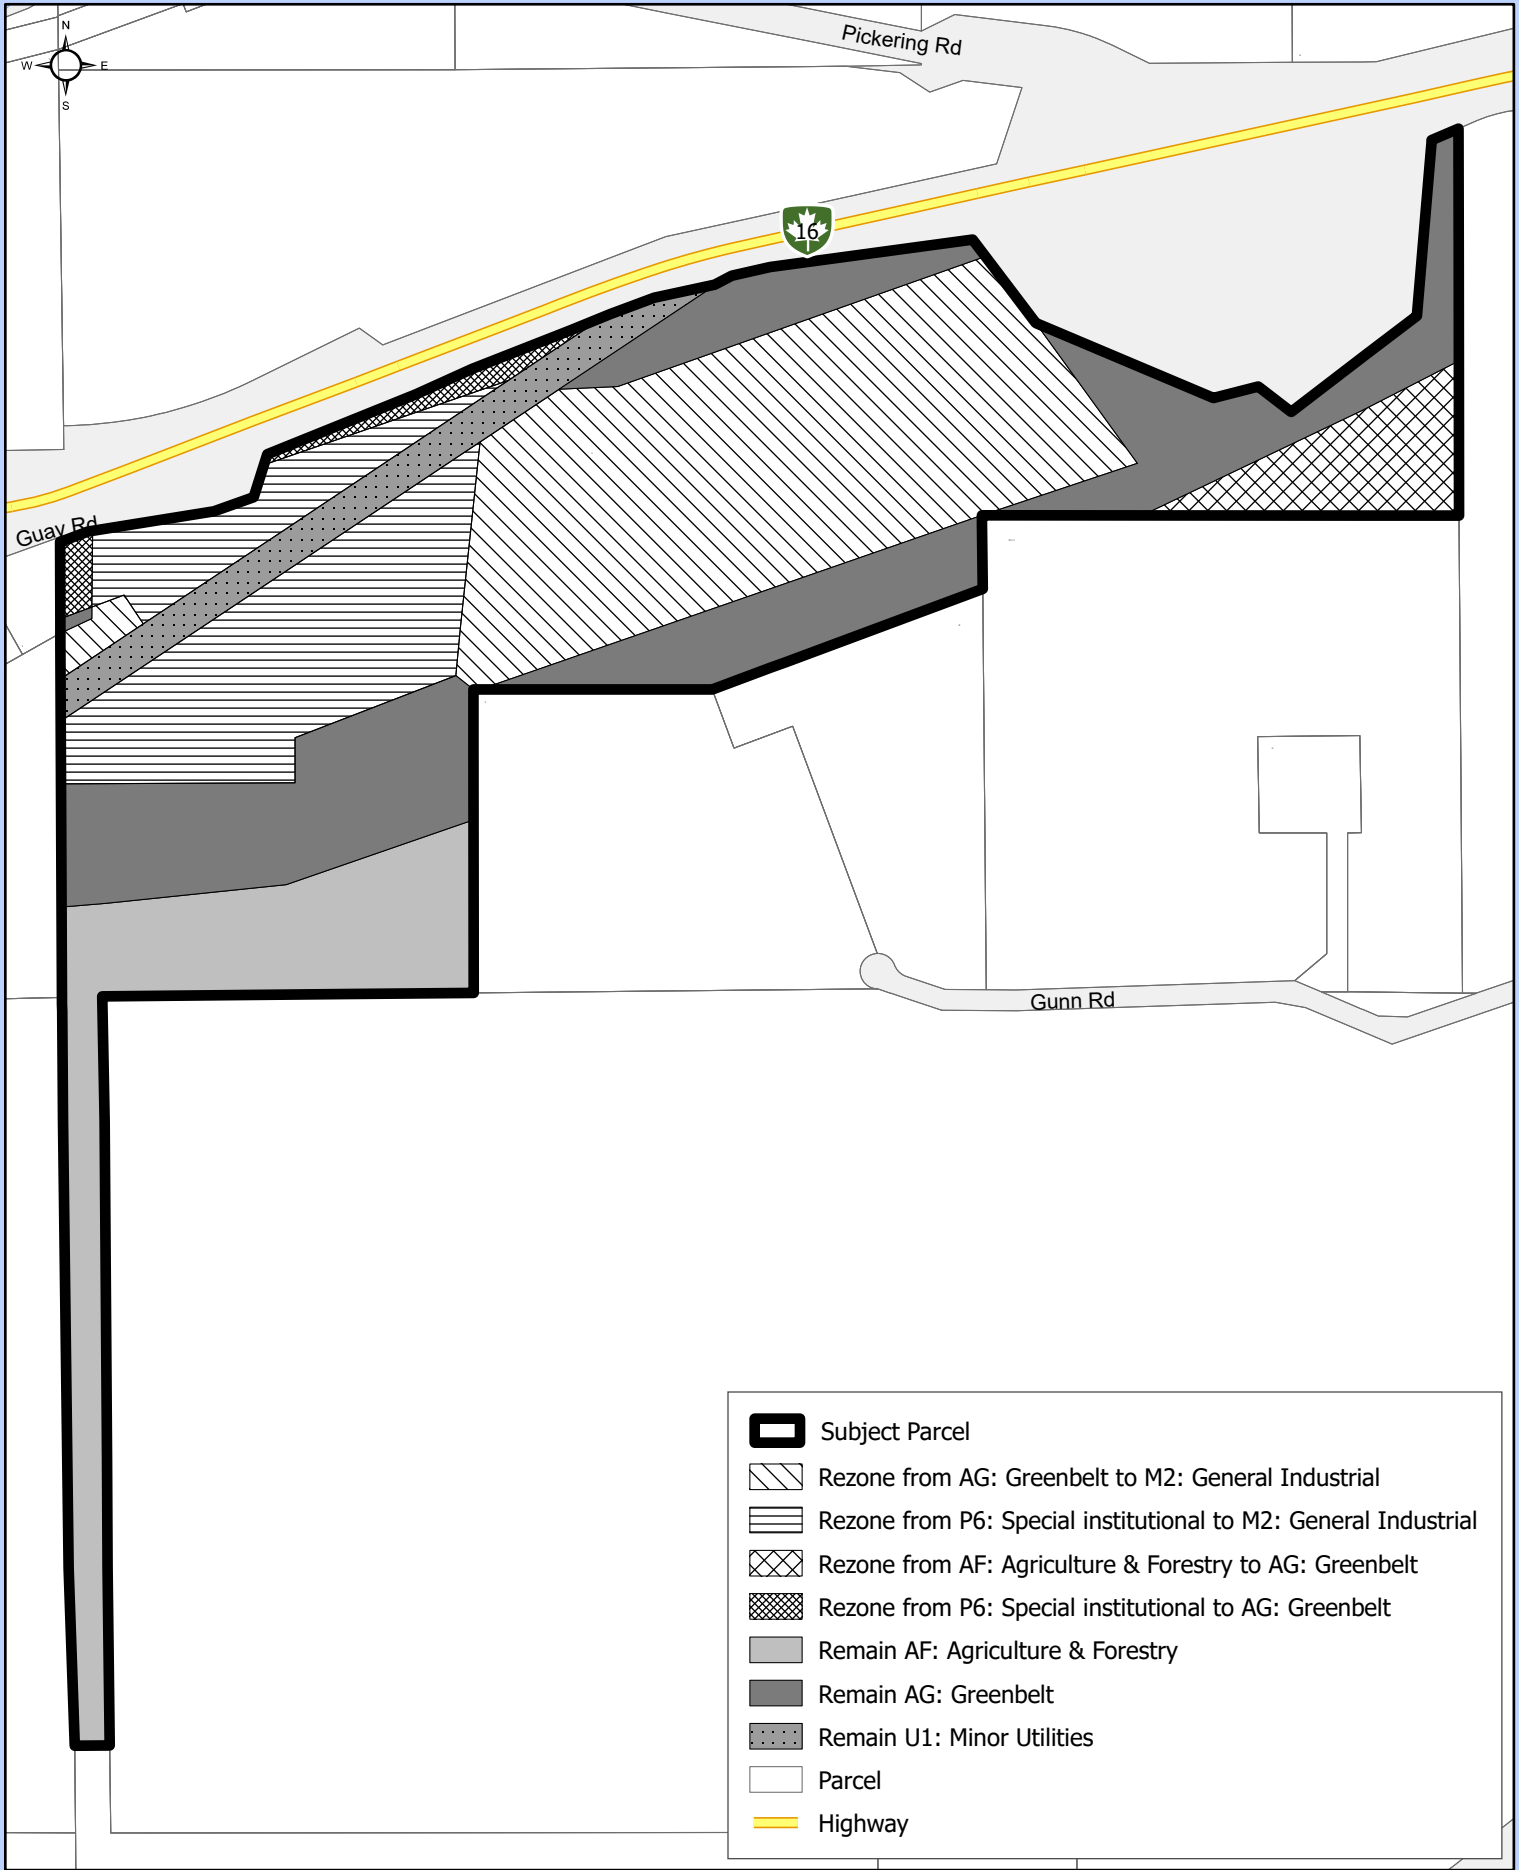 N
W E
S
Pickering Rd
16
Guay Rd
Gunn Rd
Subject Parcel
Rezone from AG: Greenbelt to M2: General Industrial
Rezone from P6: Special institutional to M2: General Industrial
Rezone from AF: Agriculture & Forestry to AG: Greenbelt
Rezone from P6: Special institutional to AG: Greenbelt
Remain AF: Agriculture & Forestry
Remain AG: Greenbelt
Remain U1: Minor Utilities
Parcel
Highway